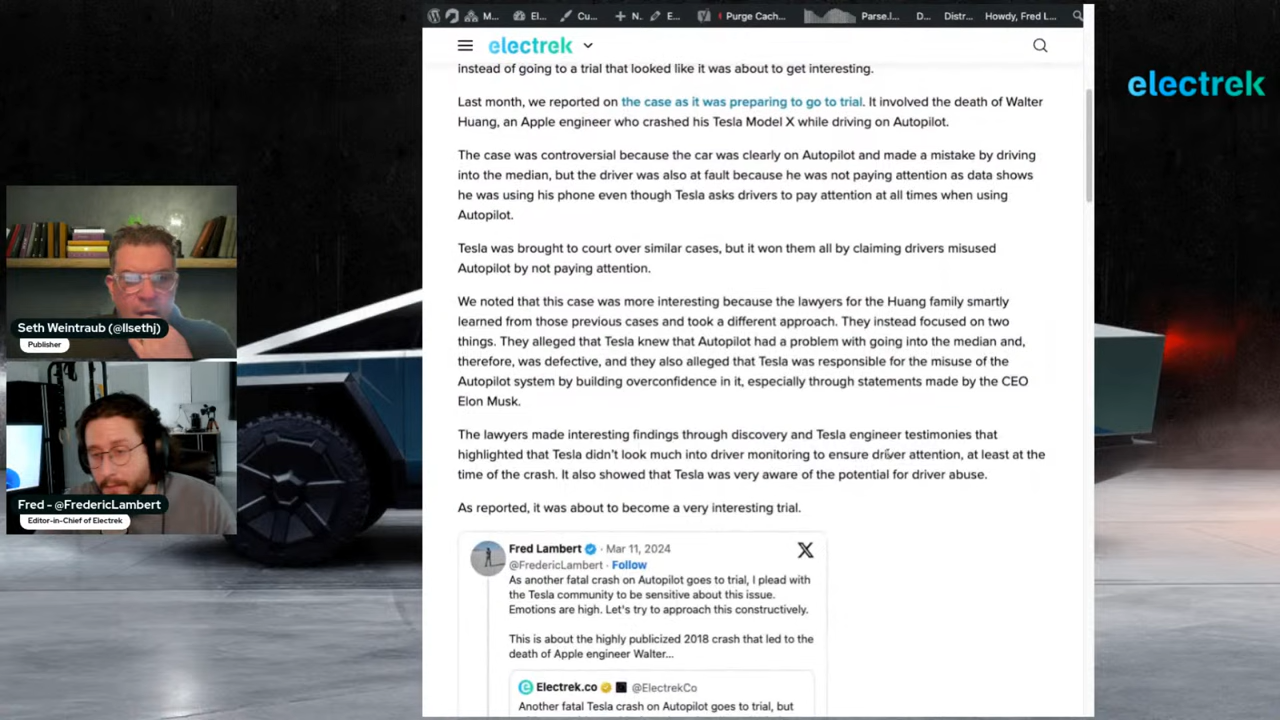 M...
El...
Cu...
N.
E...
Purge Cach...
Parse.l...
D...
Distr...
Howdy, Fred L...
electrek
electrek
instead of going to a trial that looked like it was about to get interesting.
Last month, we reported on the case as it was preparing to go to trial. It involved the death of Walter
Huang, an Apple engineer who crashed his Tesla Model X while driving on Autopilot.
The case was controversial because the car was clearly on Autopilot and made a mistake by driving
into the median, but the driver was also at fault because he was not paying attention as data shows
he was using his phone even though Tesla asks drivers to pay attention at all times when using
Autopilot.
Tesla was brought to court over similar cases, but it won them all by claiming drivers misused
Autopilot by not paying attention.
We noted that this case was more interesting because the lawyers for the Huang family smartly
learned from those previous cases and took a different approach. They instead focused on two
things. They alleged that Tesla knew that Autopilot had a problem with going into the median and,
therefore, was defective, and they also alleged that Tesla was responsible for the misuse of the
Autopilot system by building overconfidence in it, especially through statements made by the CEO
Elon Musk.
The lawyers made interesting findings through discovery and Tesla engineer testimonies that
highlighted that Tesla didn't look much into driver monitoring to ensure driver attention, at least at the
time of the crash. It also showed that Tesla was very aware of the potential for driver abuse.
As reported, it was about to become a very interesting trial.
Fred Lambert · Mar 11, 2024
@FredericLambert · Follow
As another fatal crash on Autopilot goes to trial, I plead with
the Tesla community to be sensitive about this issue.
Emotions are high. Let's try to approach this constructively.
This is about the highly publicized 2018 crash that led to the
death of Apple engineer Walter...
Electrek.co @ElectrekCo
Another fatal Tesla crash on Autopilot goes to trial, but
Seth Weintraub (@llsethj)
Publisher
Fred - @FredericLambert
Editor-in-Chief of Electrek